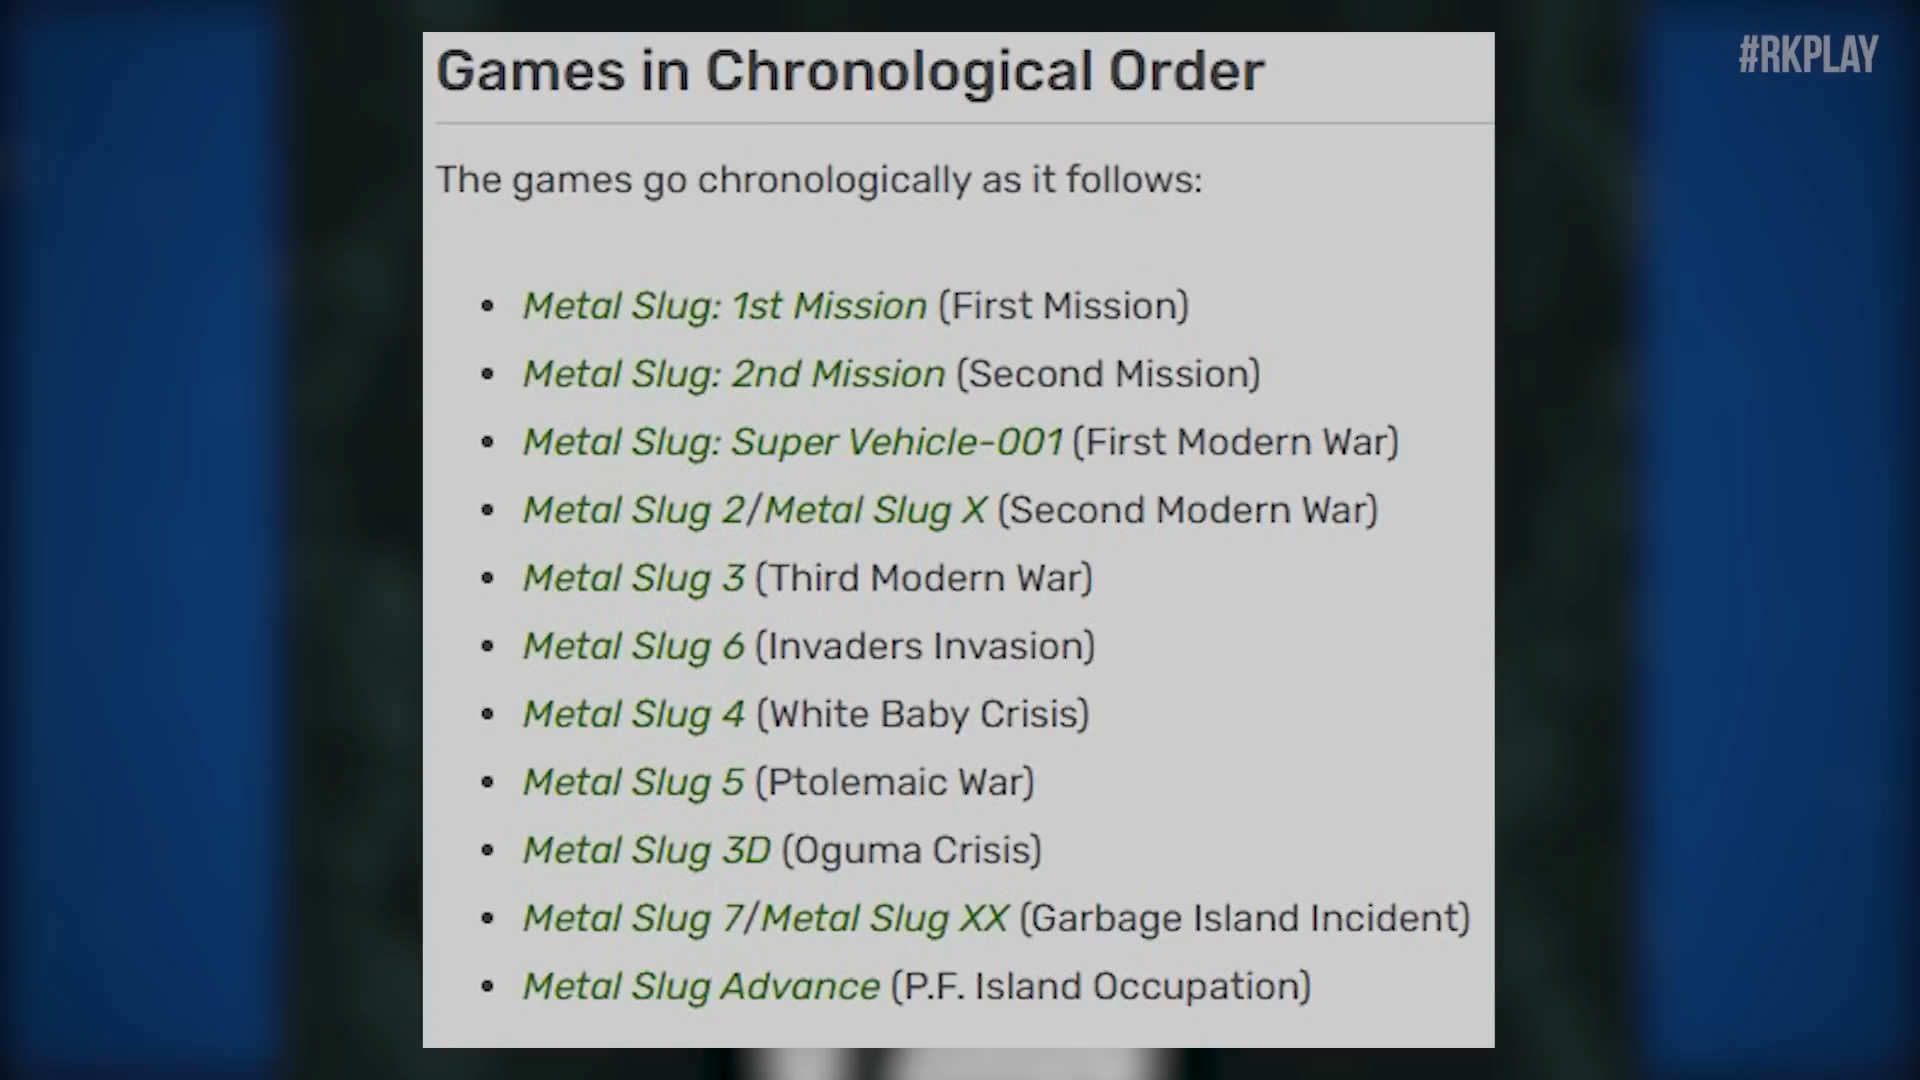 #RKPLAY
Games in Chronological Order
The games go chronologically as it follows:
• Metal Slug: 1st Mission (First Mission)
• Metal Slug: 2nd Mission (Second Mission)
• Metal Slug: Super Vehicle-001 (First Modern War)
• Metal Slug 2/Metal Slug X (Second Modern War)
• Metal Slug 3 (Third Modern War)
• Metal Slug 6 (Invaders Invasion)
• Metal Slug 4 (White Baby Crisis)
• Metal Slug 5 (Ptolemaic War)
• Metal Slug 3D (Oguma Crisis)
• Metal Slug 7/Metal Slug XX (Garbage Island Incident)
• Metal Slug Advance (P.F. Island Occupation)